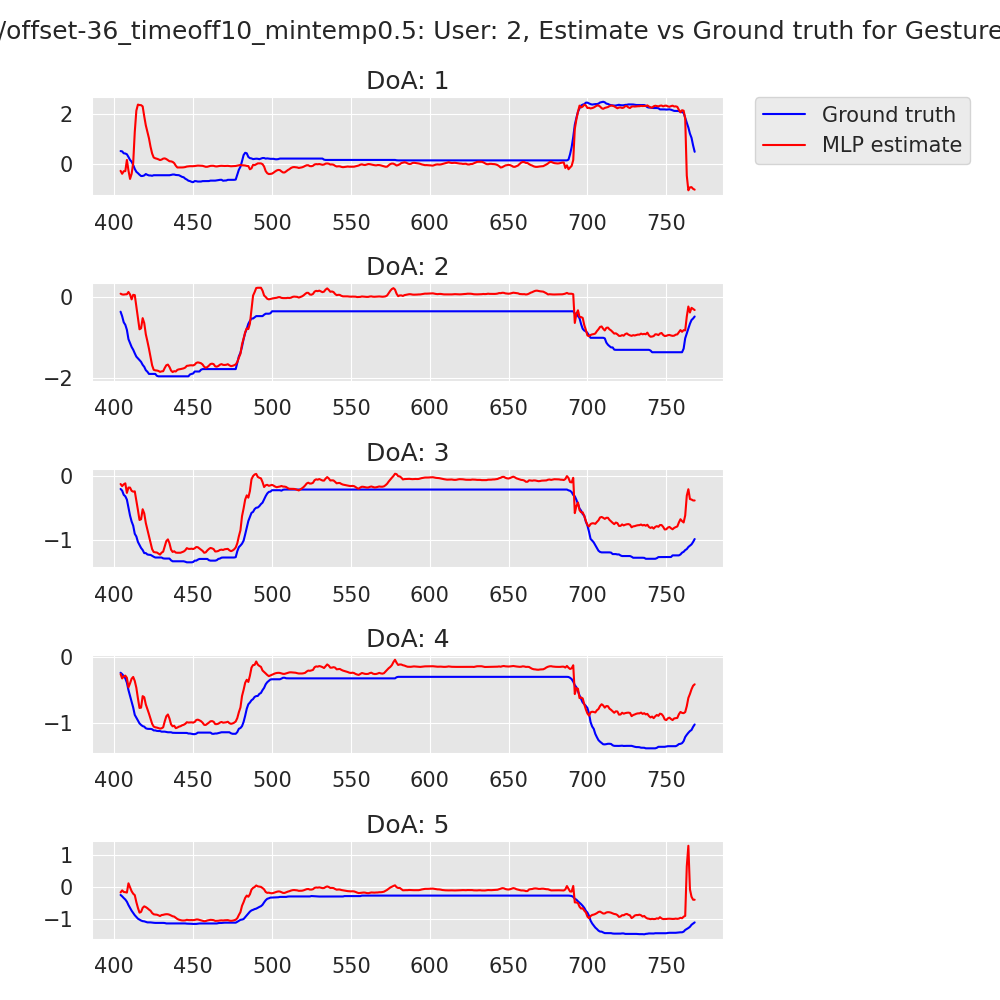 /offset-36_timeoff10_mintemp0.5: User: 2, Estimate vs Ground truth for Gesture
DoA: 1
2
0
400 450 500 550 600 650 700 750
Ground truth
MLP estimate
DoA: 2
0
−2
400 450 500 550 600 650 700 750
DoA: 3
0
−1
400 450 500 550 600 650 700 750
DoA: 4
0
−1
400 450 500 550 600 650 700 750
DoA: 5
1
0
−1
400 450 500 550 600 650 700 750